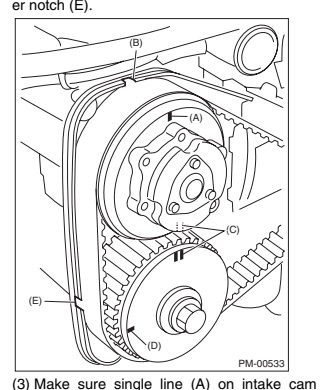 er notch (E).
(B)
(A)
(C)
(E)
(D)
PM-00533
(3) Make sure single line (A) on intake cam